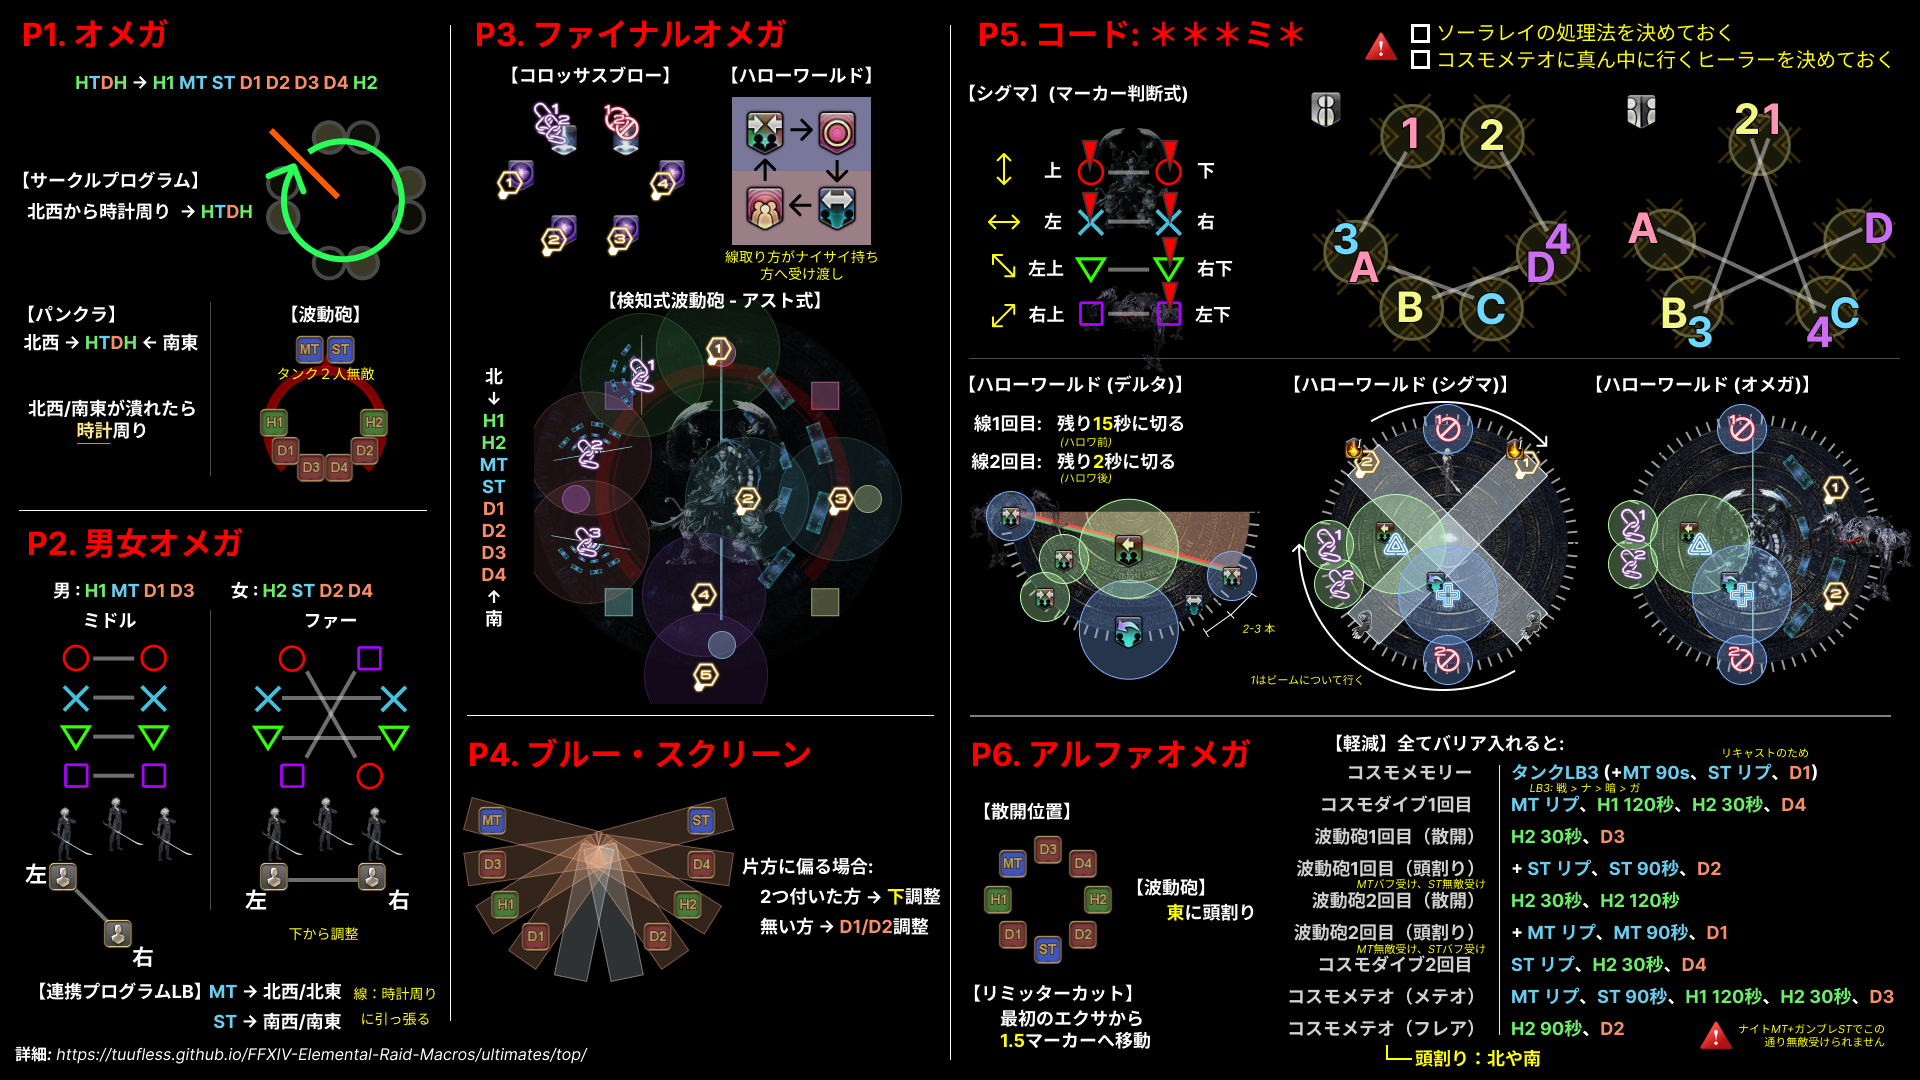 P1. オメガ
HTDH → H1 MT ST D1 D2 D3 D4 H2
【サークルプログラム】
北西から時計周り → HTDH
【パンクラ】
北西 → HTDH ← 南東
北西/南東が潰れたら
時計周り
【波動砲】
MT ST
タンク２人無敵
H1 H2
D1 D2
D3 D4
P2. 男女オメガ
男 : H1 MT D1 D3
女 : H2 ST D2 D4
ミドル
ファー
左
右
左
右
下から調整
【連携プログラムLB】 MT → 北西/北東
ST → 南西/南東
線：時計周り
に引っ張る
詳細: https://tuufless.github.io/FFXIV-Elemental-Raid-Macros/ultimates/top/
P3. ファイナルオメガ
【コロッサスブロー】
1 2
1 4
2 3
【ハローワールド】
線取り方がナイサイ持ち
方へ受け渡し
【検知式波動砲 - アスト式】
北
↓
H1
H2
MT
ST
D1
D2
D3
D4
↑
南
1
1
2
2
3
3
4
5
P4. ブルー・スクリーン
MT ST
D3 D4
H1 H2
D1 D2
片方に偏る場合:
2つ付いた方 → 下調整
無い方 → D1/D2調整
P5. コード: ＊＊＊ミ＊
ソーラレイの処理法を決めておく
コスモメテオに真ん中に行くヒーラーを決めておく
【シグマ】(マーカー判断式)
上 下
左 右
左上 右下
右上 左下
1 2
3 4
A D
B C
21
A D
B C
3 4
【ハローワールド (デルタ)】
線1回目: 残り15秒に切る
(ハロワ前)
線2回目: 残り2秒に切る
(ハロワ後)
2-3 本
【ハローワールド (シグマ)】
1
2 1
1
2
2
1はビームについて行く
【ハローワールド (オメガ)】
1
1
1
2
2
2
P6. アルファオメガ
【散開位置】
D3
MT D4
H1 H2
D1 D2
ST
【波動砲】
東に頭割り
【リミッターカット】
最初のエクサから
1.5マーカーへ移動
【軽減】全てバリア入れると:
リキャストのため
コスモメモリー タンクLB3 (+MT 90s、ST リプ、D1)
LB3: 戦 > ナ > 暗 > ガ
コスモダイブ1回目 MT リプ、H1 120秒、H2 30秒、D4
波動砲1回目（散開） H2 30秒、D3
波動砲1回目（頭割り） + ST リプ、ST 90秒、D2
MTバフ受け、ST無敵受け
波動砲2回目（散開） H2 30秒、H2 120秒
波動砲2回目（頭割り） + MT リプ、MT 90秒、D1
MT無敵受け、STバフ受け
コスモダイブ2回目 ST リプ、H2 30秒、D4
コスモメテオ（メテオ） MT リプ、ST 90秒、H1 120秒、H2 30秒、D3
コスモメテオ（フレア） H2 90秒、D2
頭割り：北や南
ナイトMT+ガンブレSTでこの
通り無敵受けられません